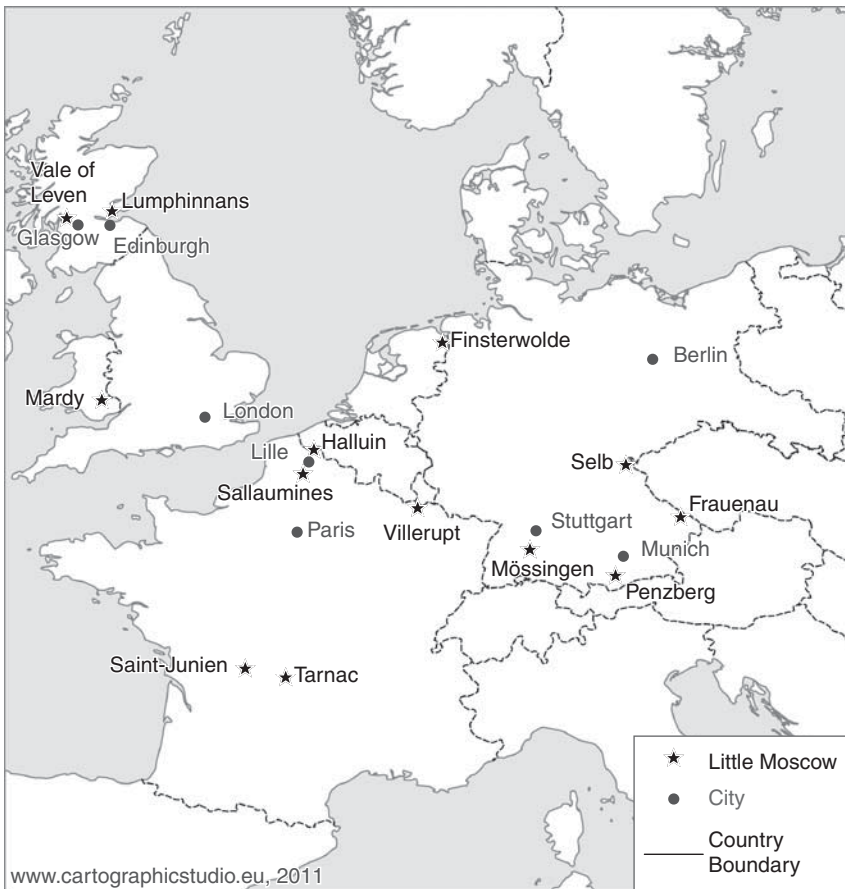 Vale of
Leven
Lumphinnans
Glasgow
Edinburgh
Finsterwolde
Berlin
Mardy
London
Lille
Halluin
Selb
Sallaumines
Frauenau
Villerupt
Paris
Stuttgart
Munich
Mössingen
Penzberg
Saint-Junien
Tarnac
Little Moscow
City
Country
Boundary
www.cartographicstudio.eu, 2011